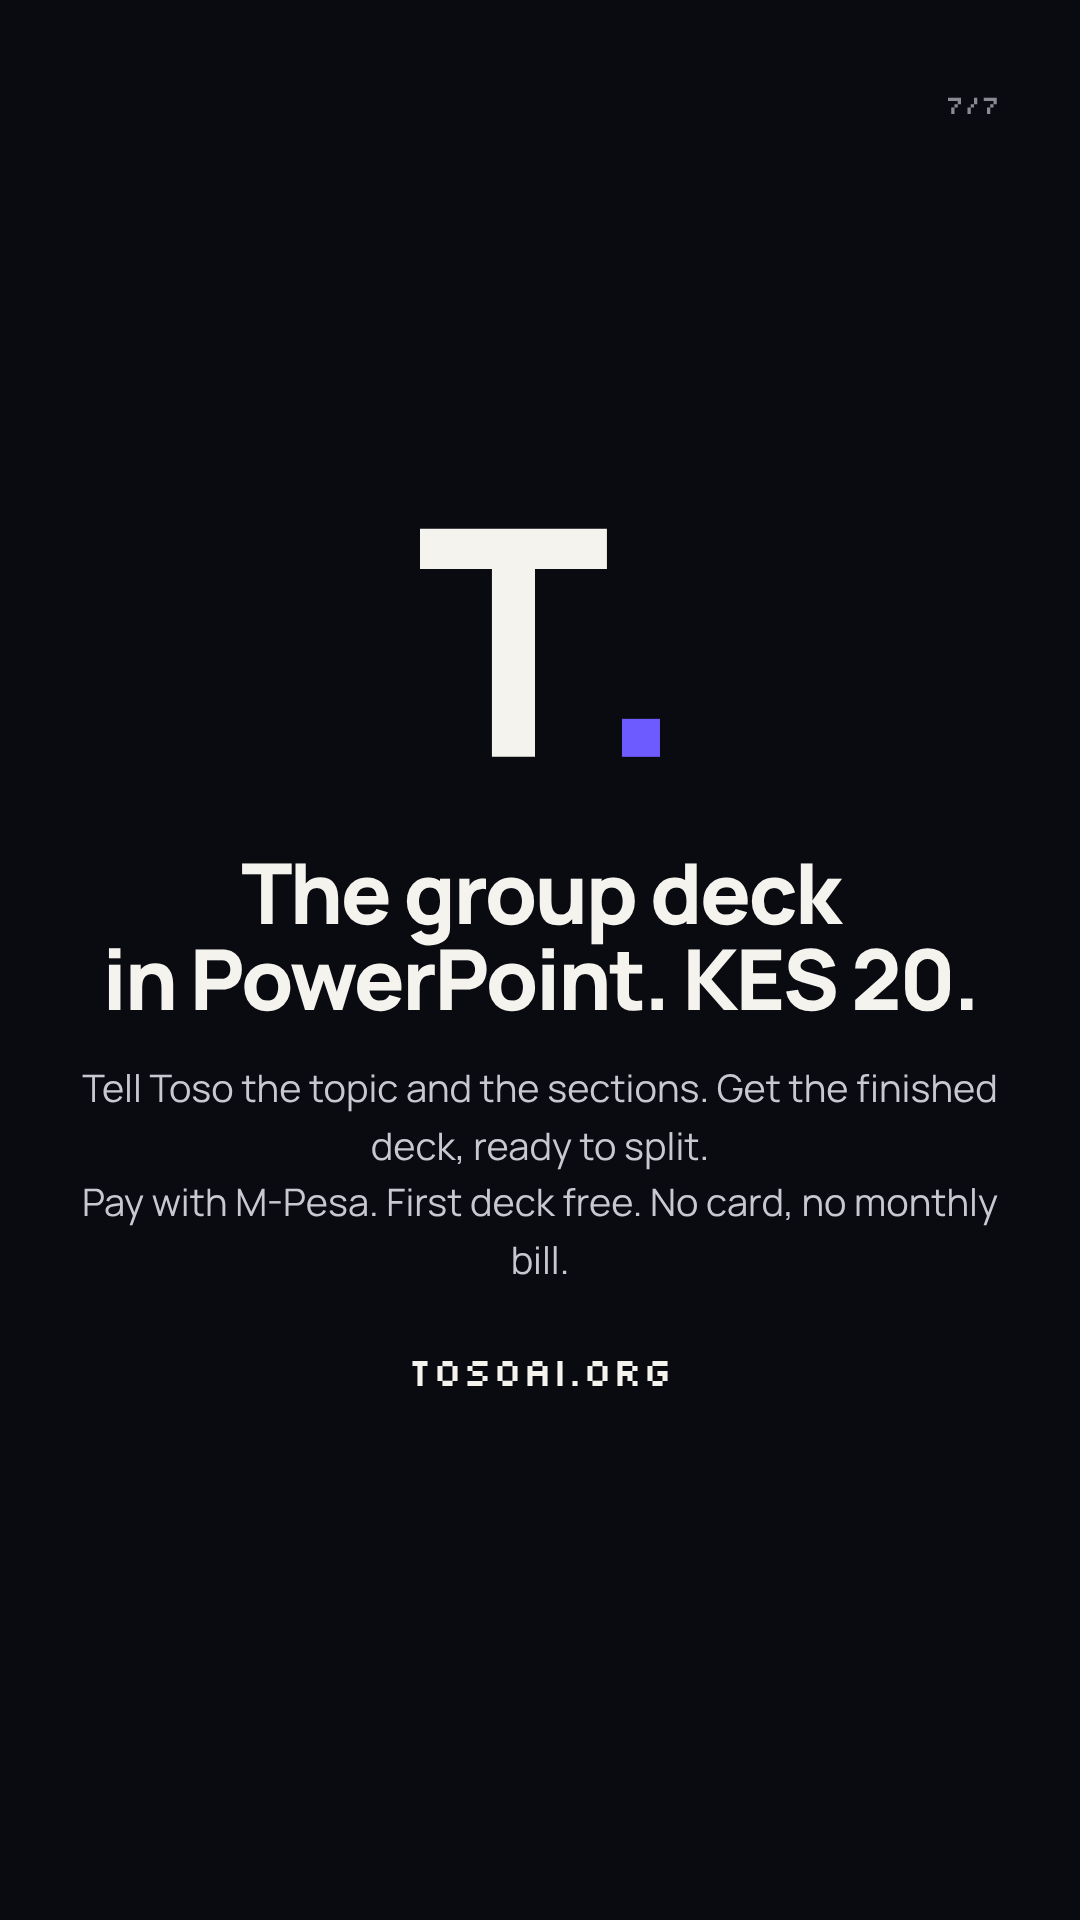 7/7
T.
The group deck
in PowerPoint. KES 20.
Tell Toso the topic and the sections. Get the finished
deck, ready to split.
Pay with M-Pesa. First deck free. No card, no monthly
bill.
TOSOAI.ORG